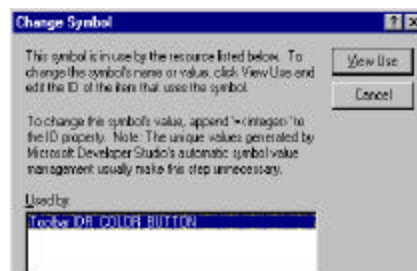 Change Symbol
This symbol is in use by the resource listed below. To
change the symbol's name or value, click View Use and
edit the ID of the item that uses the symbol.
View Use
Cancel
To change this symbol's value, append '=<integer>' to
the ID property. Note: The unique values generated by
Microsoft Developer Studio's automatic symbol value
management usually make this step unnecessary.
Used by:
Toolbar IDR_COLOR_BUTTON